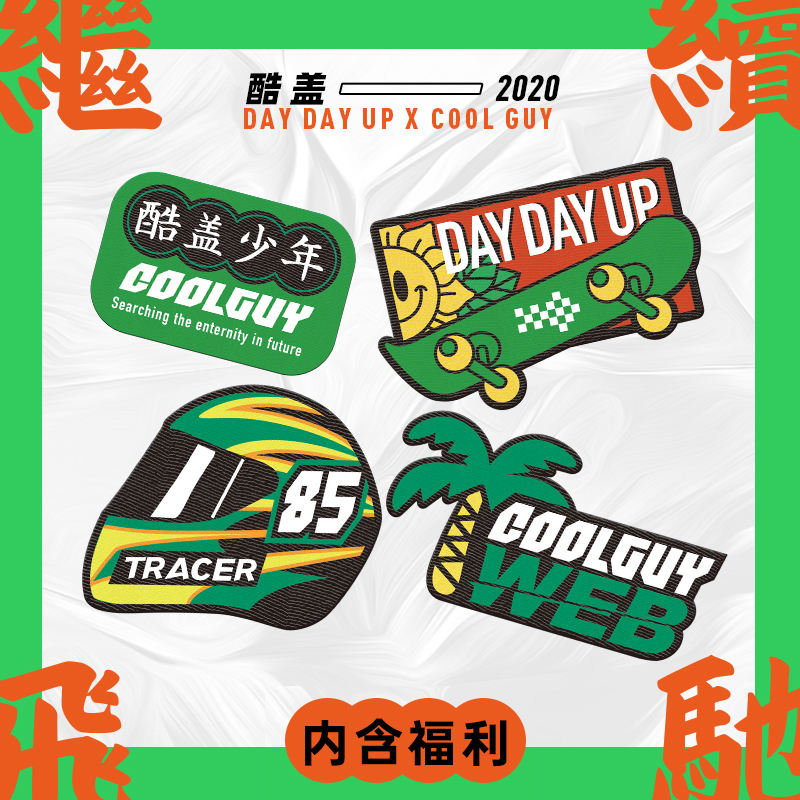 繼 續
酷盖 2020
DAY DAY UP X COOL GUY
酷盖少年
COOLGUY
Searching the enternity in future
DAY DAY UP
85
TRACER
COOLGUY
WEB
WEB
飛 馳
内含福利